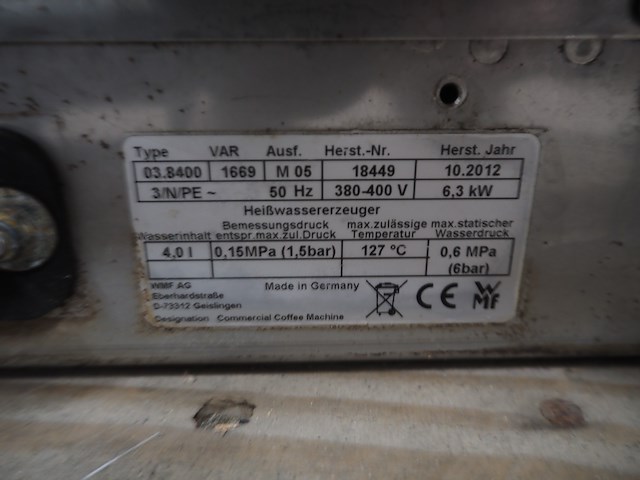 Type VAR Ausf. Herst.-Nr. Herst. Jahr
03.8400 1669 M 05 18449 10.2012
3/N/PE ~ 50 Hz 380-400 V 6,3 kW
Heißwassererzeuger
Bemessungsdruck max.zulässige max.statischer
Wasserinhalt entspr.max.zul.Druck Temperatur Wasserdruck
4.0 l 0,15MPa (1,5bar) 127 °C 0,6 MPa
(6bar)
WMF AG Made in Germany
Eberhardstraße
D-73312 Geislingen
Designation Commercial Coffee Machine
CE WMF